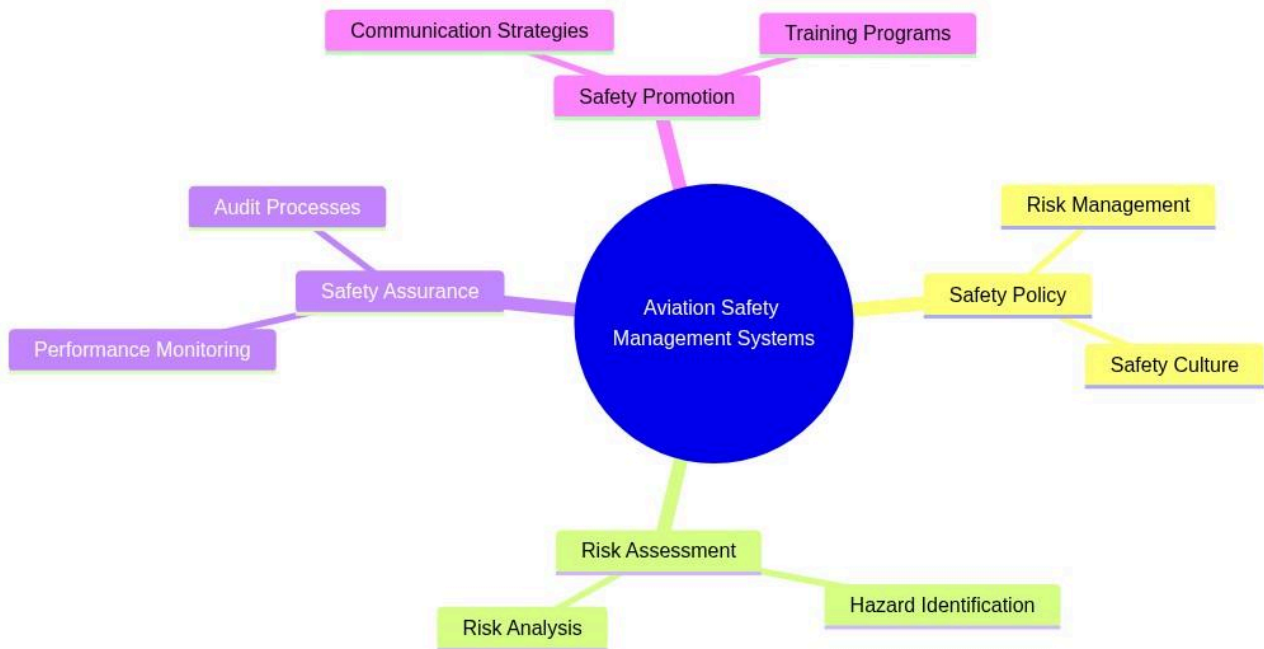 Communication Strategies
Training Programs
Safety Promotion
Audit Processes
Risk Management
Safety Assurance
Safety Policy
Aviation Safety
Management Systems
Performance Monitoring
Safety Culture
Risk Assessment
Hazard Identification
Risk Analysis